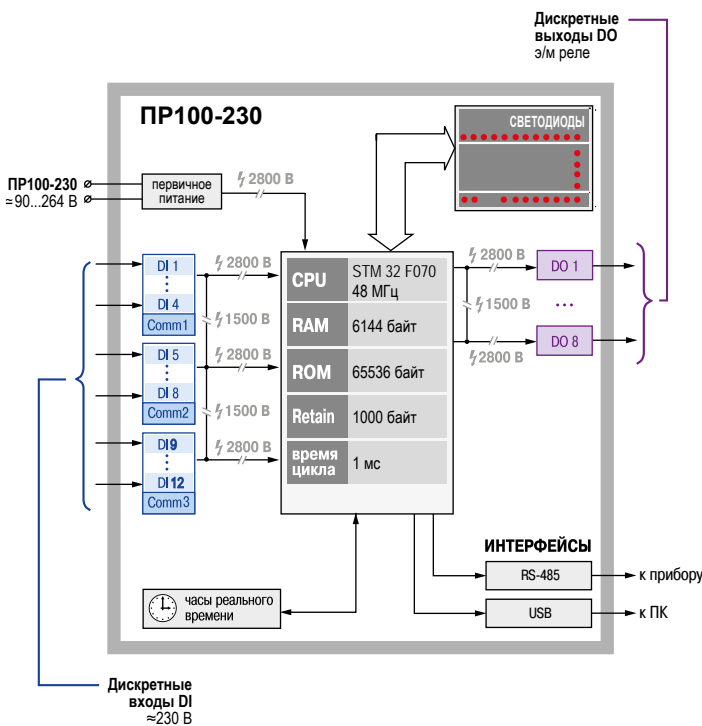 Дискретные
выходы DO
э/м реле
ПР100-230
СВЕТОДИОДЫ
ПР100-230
≂90...264 В
первичное
питание
2800 В
DI 1
DI 4
Comm1
2800 В
1500 В
DI 5
DI 8
Comm2
2800 В
1500 В
DI9
DI12
Comm3
2800 В
CPU
STM 32 F070
48 МГц
RAM
6144 байт
ROM
65536 байт
Retain
1000 байт
время
цикла
1 мс
2800 В
DO 1
1500 В
...
DO 8
2800 В
ИНТЕРФЕЙСЫ
RS-485
к прибору
USB
к ПК
часы реального
времени
Дискретные
входы DI
≂230 В